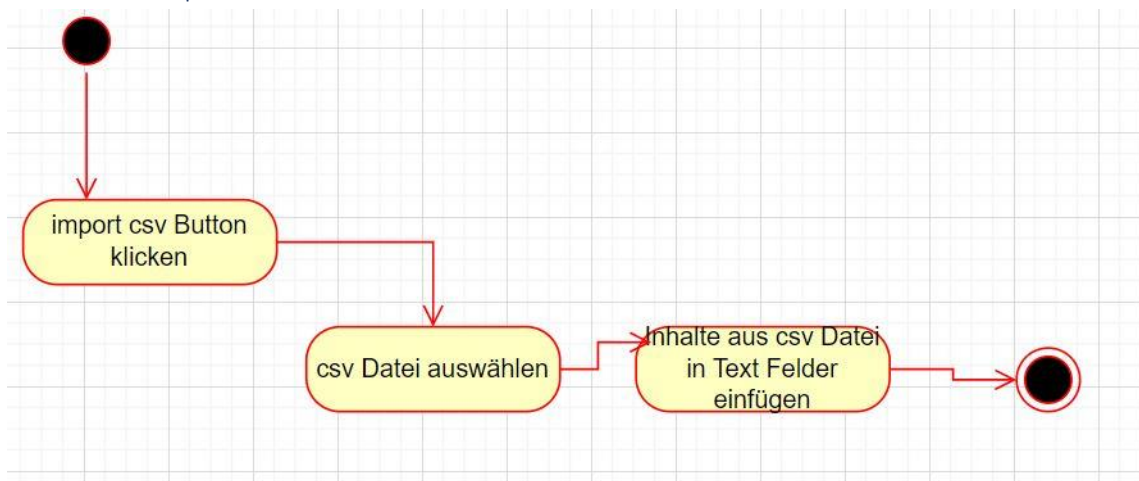 import csv Button
klicken
csv Datei auswählen
Inhalte aus csv Datei
in Text Felder
einfügen